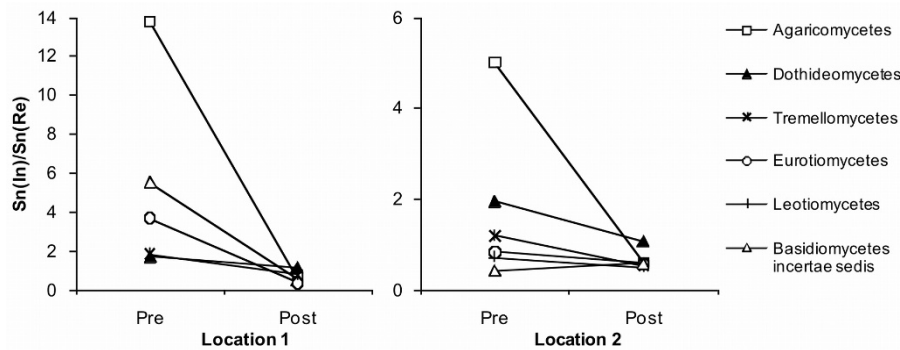 Sn(In)/Sn(Re)
14
12
10
8
6
4
2
0
Pre Post
Location 1
6
4
2
0
Pre Post
Location 2
Agaricomycetes
Dothideomycetes
Tremellomycetes
Eurotiomycetes
Leotiomycetes
Basidiomycetes
incertae sedis